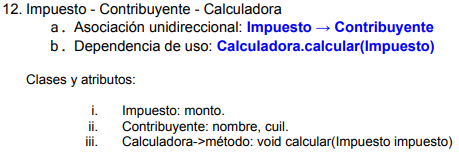 12. Impuesto - Contribuyente - Calculadora
a. Asociación unidireccional: Impuesto → Contribuyente
b. Dependencia de uso: Calculadora.calcular(Impuesto)
Clases y atributos:
i. Impuesto: monto.
ii. Contribuyente: nombre, cuil.
iii. Calculadora->método: void calcular(Impuesto impuesto)